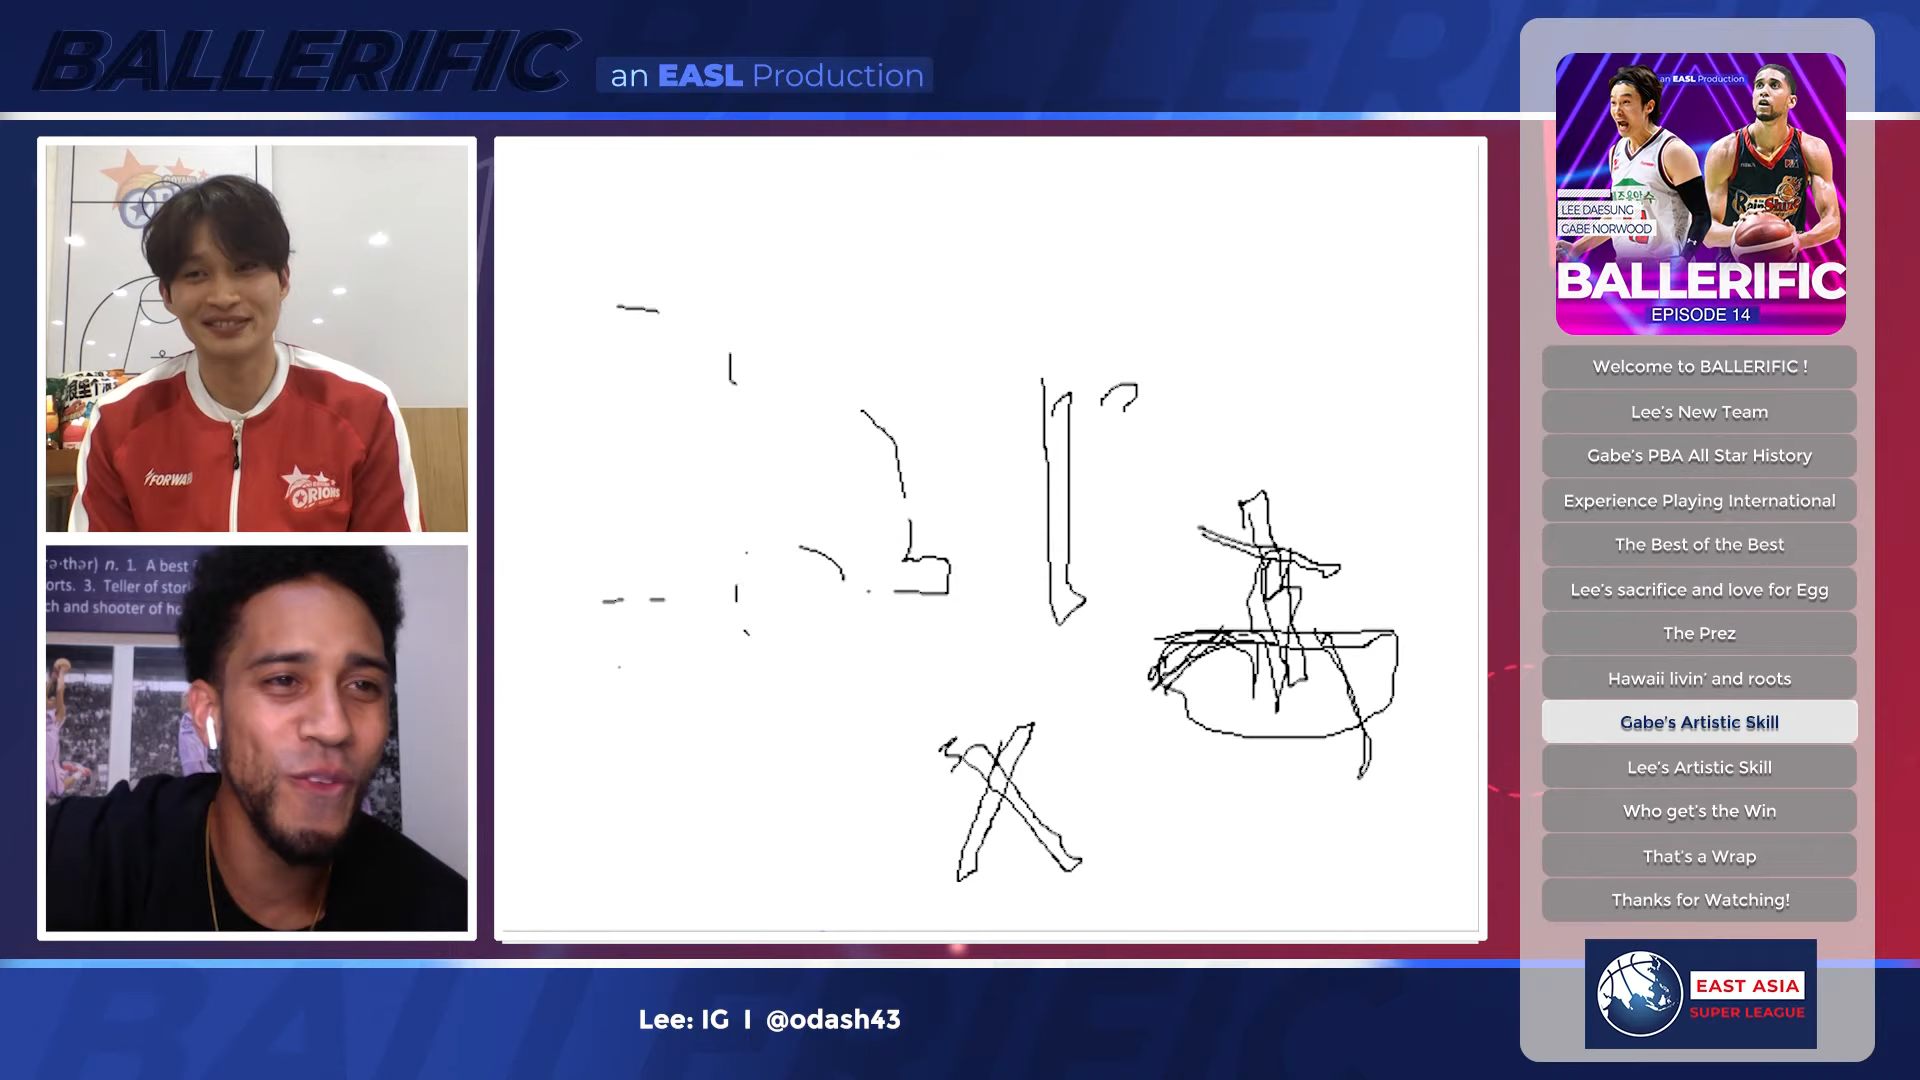 BALLERIFIC
an EASL Production
FORWA
ORIONS
ə·thər) n. 1. A best
orts. 3. Teller of stori
ch and shooter of ho
Lee: IG I @odash43
an EASL Production
LEE DAESUNG
GABE NORWOOD
BALLERIFIC
EPISODE 14
Welcome to BALLERIFIC !
Lee's New Team
Gabe's PBA All Star History
Experience Playing International
The Best of the Best
Lee's sacrifice and love for Egg
The Prez
Hawaii livin' and roots
Gabe's Artistic Skill
Lee's Artistic Skill
Who get's the Win
That's a Wrap
Thanks for Watching!
EAST ASIA
SUPER LEAGUE